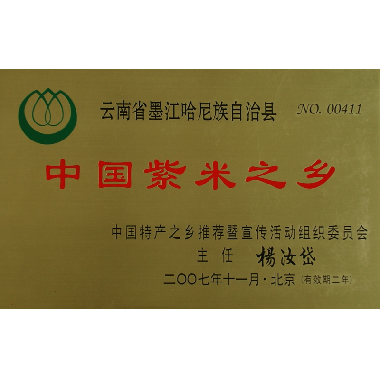 云南省墨江哈尼族自治县 NO. 00411
中国紫米之乡
中国特产之乡推荐暨宣传活动组织委员会
主任 楊汝岱
二〇〇七年十一月·北京(有效期二年)